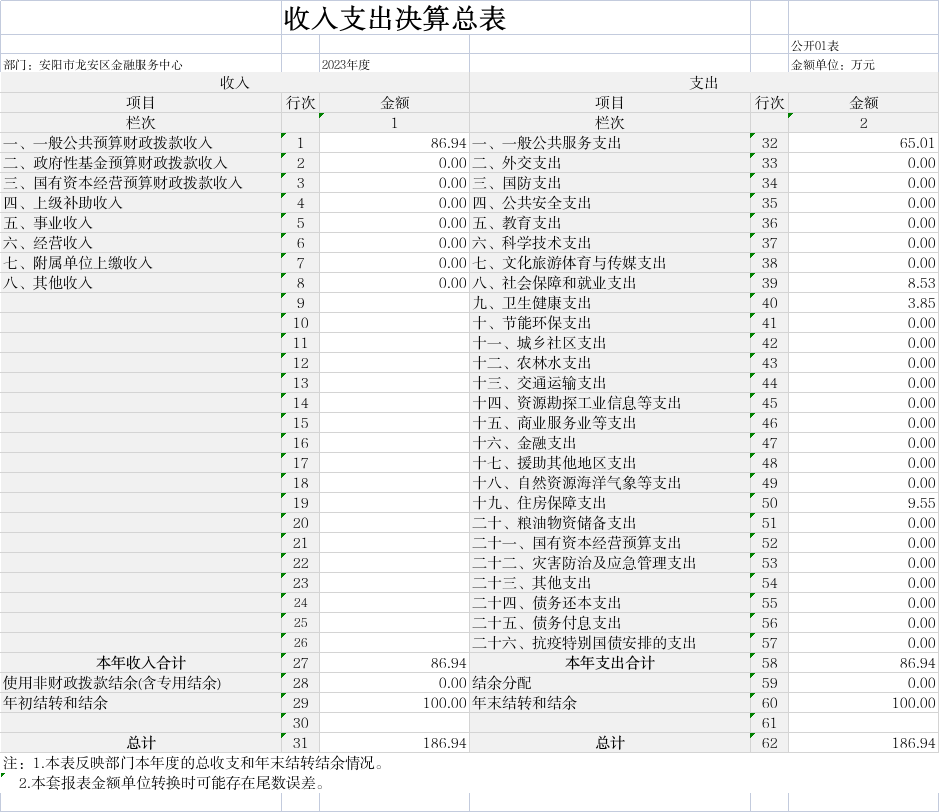 收入支出决算总表
公开01表
部门：安阳市龙安区金融服务中心 2023年度 金额单位：万元
收入 支出
项目 行次 金额 项目 行次 金额
栏次 1 栏次 2
一、一般公共预算财政拨款收入 1 86.94 一、一般公共服务支出 32 65.01
二、政府性基金预算财政拨款收入 2 0.00 二、外交支出 33 0.00
三、国有资本经营预算财政拨款收入 3 0.00 三、国防支出 34 0.00
四、上级补助收入 4 0.00 四、公共安全支出 35 0.00
五、事业收入 5 0.00 五、教育支出 36 0.00
六、经营收入 6 0.00 六、科学技术支出 37 0.00
七、附属单位上缴收入 7 0.00 七、文化旅游体育与传媒支出 38 0.00
八、其他收入 8 0.00 八、社会保障和就业支出 39 8.53
9 九、卫生健康支出 40 3.85
10 十、节能环保支出 41 0.00
11 十一、城乡社区支出 42 0.00
12 十二、农林水支出 43 0.00
13 十三、交通运输支出 44 0.00
14 十四、资源勘探工业信息等支出 45 0.00
15 十五、商业服务业等支出 46 0.00
16 十六、金融支出 47 0.00
17 十七、援助其他地区支出 48 0.00
18 十八、自然资源海洋气象等支出 49 0.00
19 十九、住房保障支出 50 9.55
20 二十、粮油物资储备支出 51 0.00
21 二十一、国有资本经营预算支出 52 0.00
22 二十二、灾害防治及应急管理支出 53 0.00
23 二十三、其他支出 54 0.00
24 二十四、债务还本支出 55 0.00
25 二十五、债务付息支出 56 0.00
26 二十六、抗疫特别国债安排的支出 57 0.00
本年收入合计 27 86.94 本年支出合计 58 86.94
使用非财政拨款结余(含专用结余) 28 0.00 结余分配 59 0.00
年初结转和结余 29 100.00 年末结转和结余 60 100.00
30 61
总计 31 186.94 总计 62 186.94
注：1.本表反映部门本年度的总收支和年末结转结余情况。
2.本套报表金额单位转换时可能存在尾数误差。